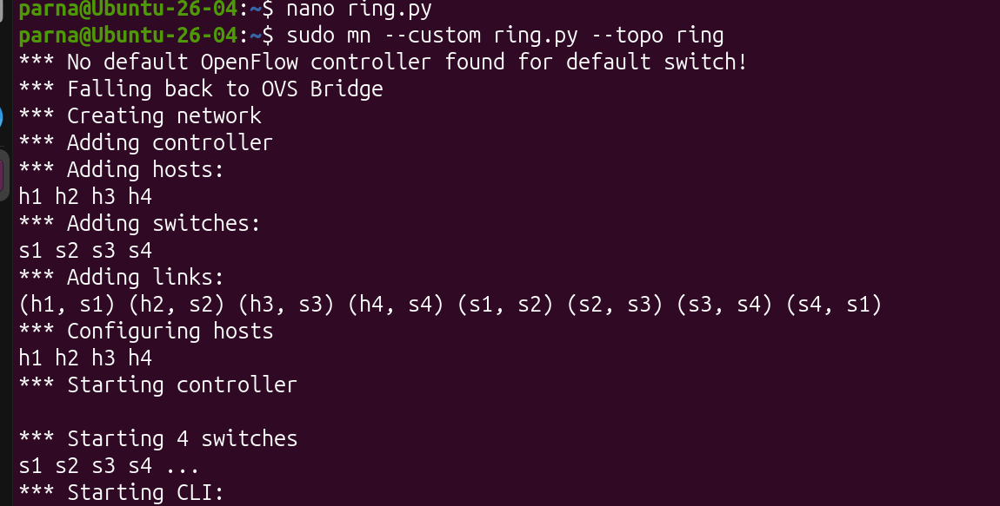 parna@Ubuntu-26-04:~$ nano ring.py
parna@Ubuntu-26-04:~$ sudo mn --custom ring.py --topo ring
*** No default OpenFlow controller found for default switch!
*** Falling back to OVS Bridge
*** Creating network
*** Adding controller
*** Adding hosts:
h1 h2 h3 h4
*** Adding switches:
s1 s2 s3 s4
*** Adding links:
(h1, s1) (h2, s2) (h3, s3) (h4, s4) (s1, s2) (s2, s3) (s3, s4) (s4, s1)
*** Configuring hosts
h1 h2 h3 h4
*** Starting controller

*** Starting 4 switches
s1 s2 s3 s4 ...
*** Starting CLI: